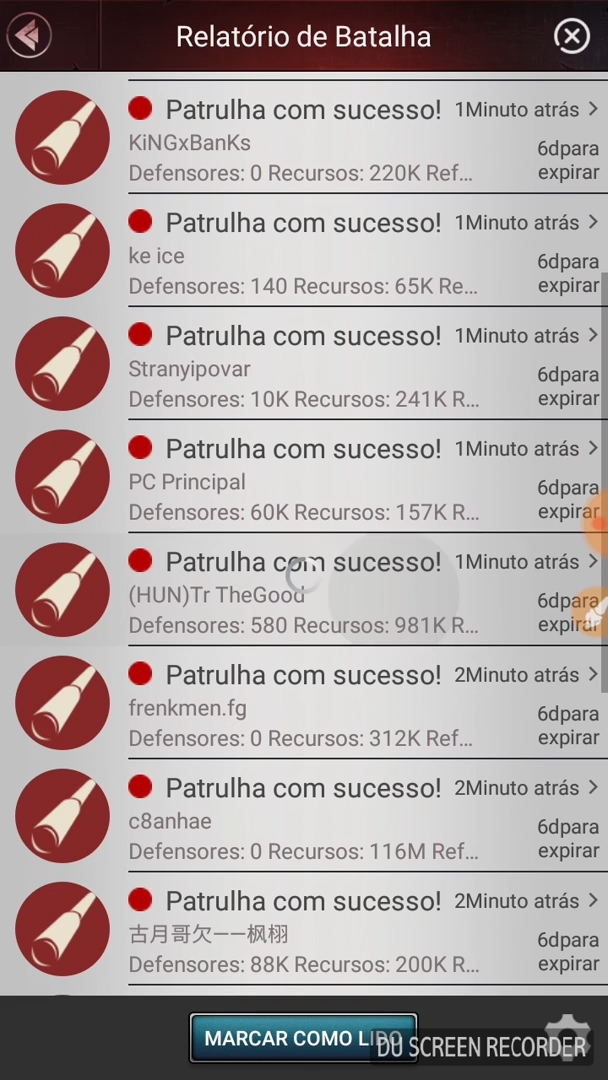 Relatório de Batalha
Patrulha com sucesso! 1Minuto atrás
KiNGxBanKs
6dpara
Defensores: 0 Recursos: 220K Ref...
expirar
Patrulha com sucesso! 1Minuto atrás
ke ice
6dpara
Defensores: 140 Recursos: 65K Re...
expirar
Patrulha com sucesso! 1Minuto atrás
Stranyipovar
6dpara
Defensores: 10K Recursos: 241K R...
expirar
Patrulha com sucesso! 1Minuto atrás
PC Principal
6dpara
Defensores: 60K Recursos: 157K R...
expirar
Patrulha com sucesso! 1Minuto atrás
(HUN)Tr TheGood
6dpara
Defensores: 580 Recursos: 981K R...
expirar
Patrulha com sucesso! 2Minuto atrás
frenkmen.fg
6dpara
Defensores: 0 Recursos: 312K Ref...
expirar
Patrulha com sucesso! 2Minuto atrás
c8anhae
6dpara
Defensores: 0 Recursos: 116M Ref...
expirar
Patrulha com sucesso! 2Minuto atrás
古月哥欠——枫栩
6dpara
Defensores: 88K Recursos: 200K R...
expirar
MARCAR COMO LIDO
DU SCREEN RECORDER